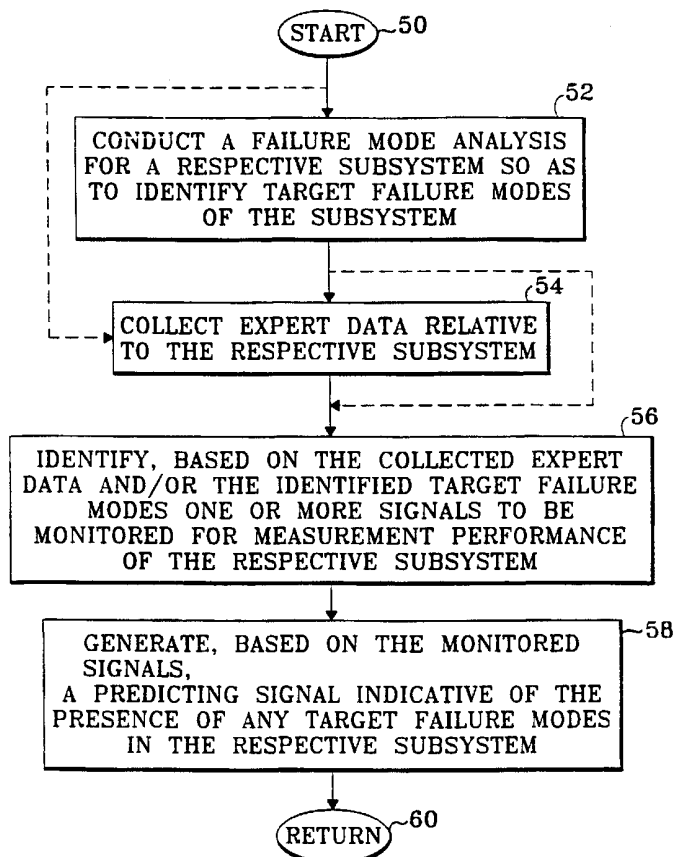 START
50
52
CONDUCT A FAILURE MODE ANALYSIS
FOR A RESPECTIVE SUBSYSTEM SO AS
TO IDENTIFY TARGET FAILURE MODES
OF THE SUBSYSTEM
54
COLLECT EXPERT DATA RELATIVE
TO THE RESPECTIVE SUBSYSTEM
56
IDENTIFY, BASED ON THE COLLECTED EXPERT
DATA AND/OR THE IDENTIFIED TARGET FAILURE
MODES ONE OR MORE SIGNALS TO BE
MONITORED FOR MEASUREMENT PERFORMANCE
OF THE RESPECTIVE SUBSYSTEM
58
GENERATE, BASED ON THE MONITORED
SIGNALS,
A PREDICTING SIGNAL INDICATIVE OF THE
PRESENCE OF ANY TARGET FAILURE MODES
IN THE RESPECTIVE SUBSYSTEM
RETURN
60